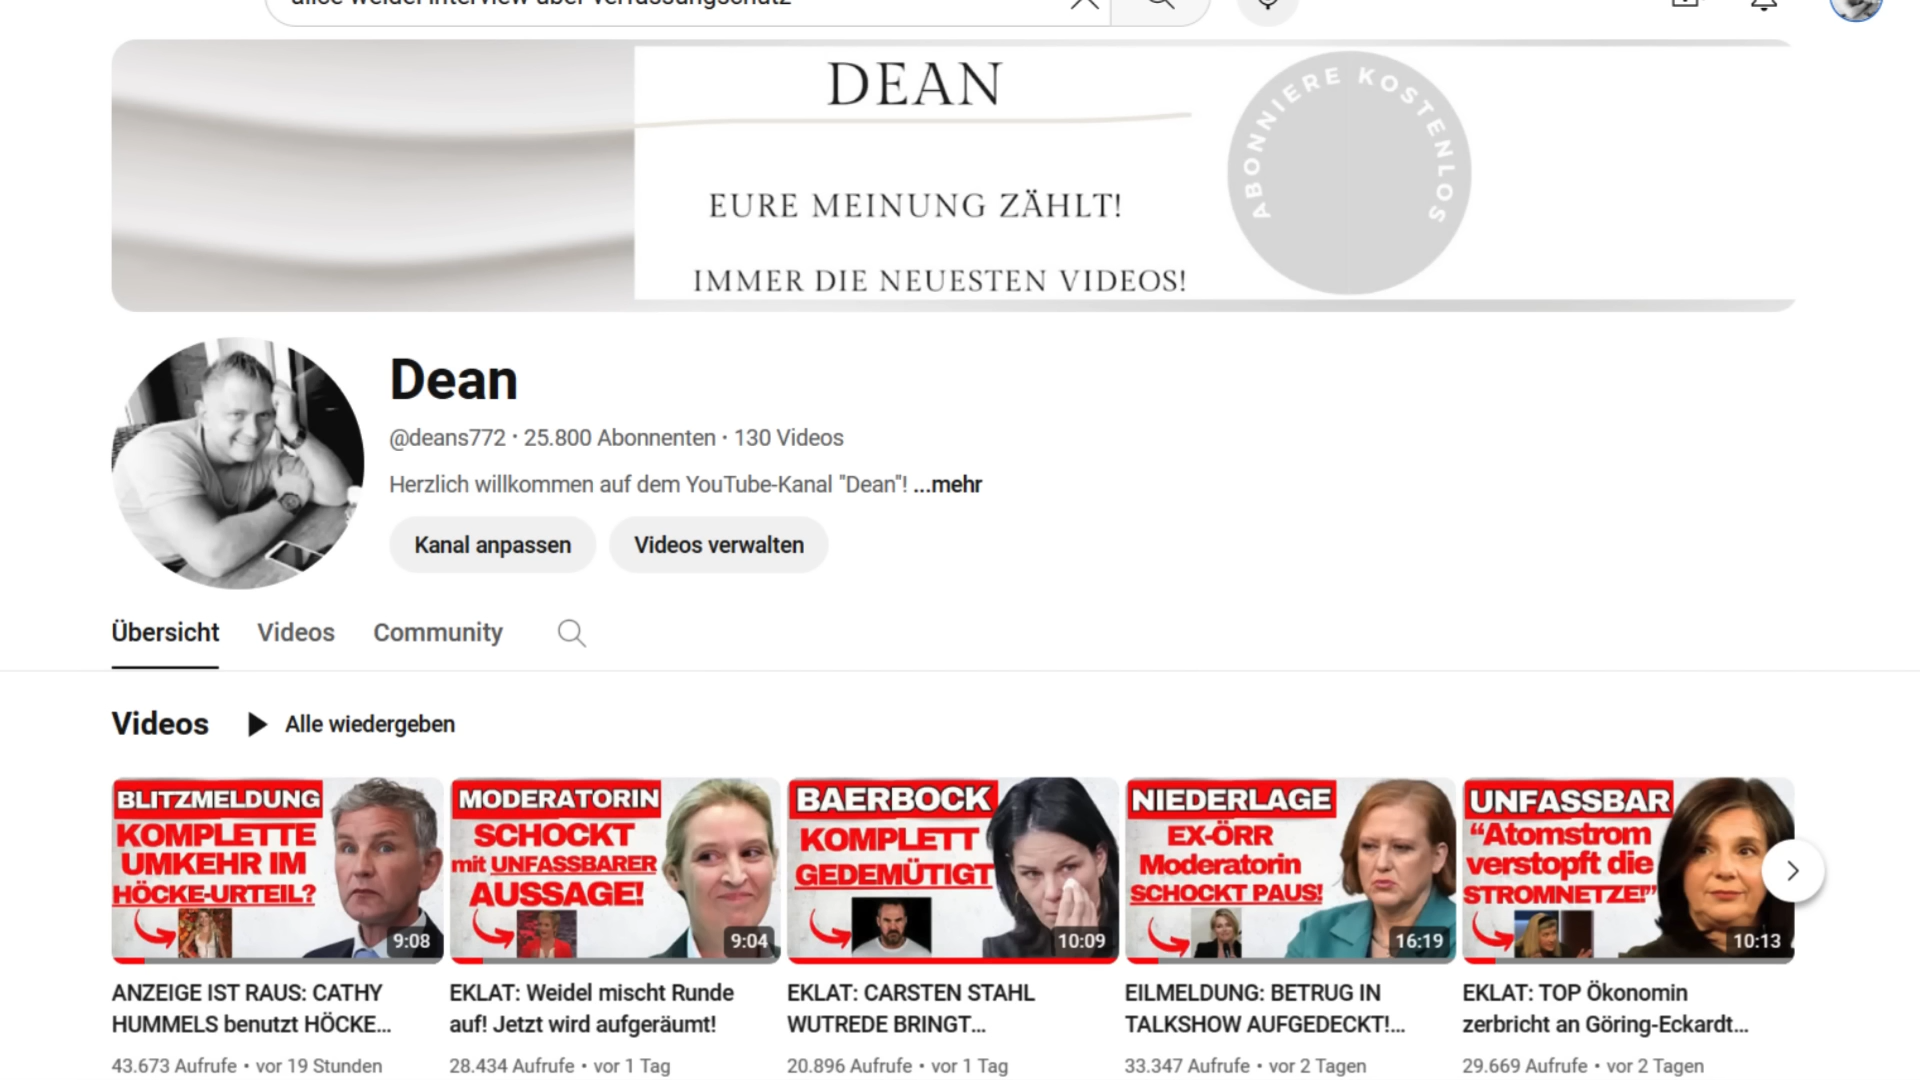 DEAN
EURE MEINUNG ZÄHLT!
IMMER DIE NEUESTEN VIDEOS!
ABONNIERE KOSTENLOS
Dean
@deans772 · 25.800 Abonnenten · 130 Videos
Herzlich willkommen auf dem YouTube-Kanal "Dean"! ...mehr
Kanal anpassen
Videos verwalten
Übersicht
Videos
Community
Videos
Alle wiedergeben
BLITZMELDUNG
KOMPLETTE
UMKEHR IM
HÖCKE-URTEIL?
9:08
MODERATORIN
SCHOCKT
mit UNFASSBARER
AUSSAGE!
9:04
BAERBOCK
KOMPLETT
GEDEMÜTIGT
10:09
NIEDERLAGE
EX-ÖRR
Moderatorin
SCHOCKT PAUS!
16:19
UNFASSBAR
“Atomstrom
verstopft die
STROMNETZE!”
10:13
ANZEIGE IST RAUS: CATHY
HUMMELS benutzt HÖCKE...
43.673 Aufrufe • vor 19 Stunden
EKLAT: Weidel mischt Runde
auf! Jetzt wird aufgeräumt!
28.434 Aufrufe • vor 1 Tag
EKLAT: CARSTEN STAHL
WUTREDE BRINGT...
20.896 Aufrufe • vor 1 Tag
EILMELDUNG: BETRUG IN
TALKSHOW AUFGEDECKT!...
33.347 Aufrufe • vor 2 Tagen
EKLAT: TOP Ökonomin
zerbricht an Göring-Eckardt...
29.669 Aufrufe • vor 2 Tagen